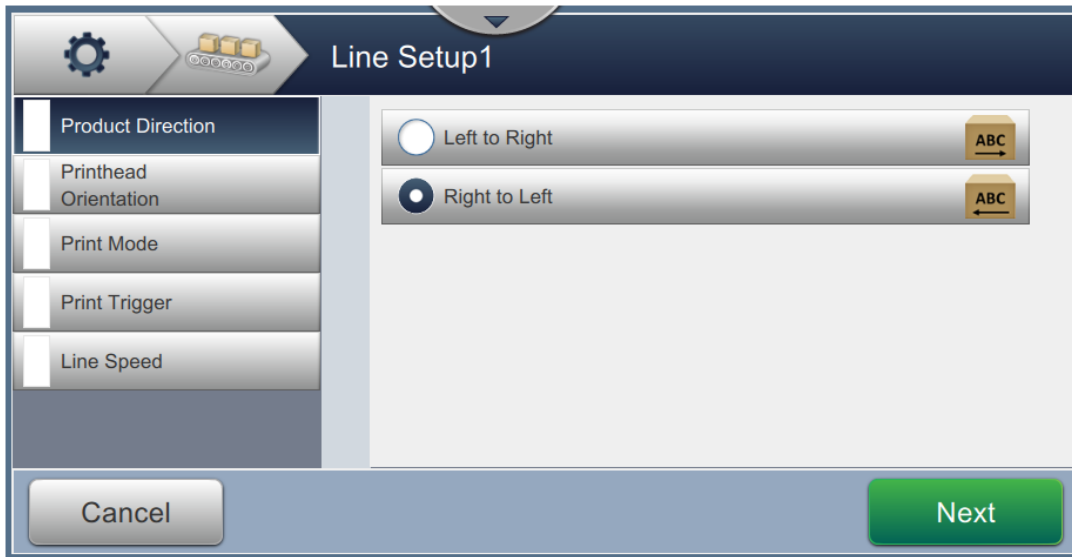 Line Setup1
Product Direction
Printhead
Orientation
Print Mode
Print Trigger
Line Speed
Left to Right
ABC
Right to Left
ABC
Cancel
Next